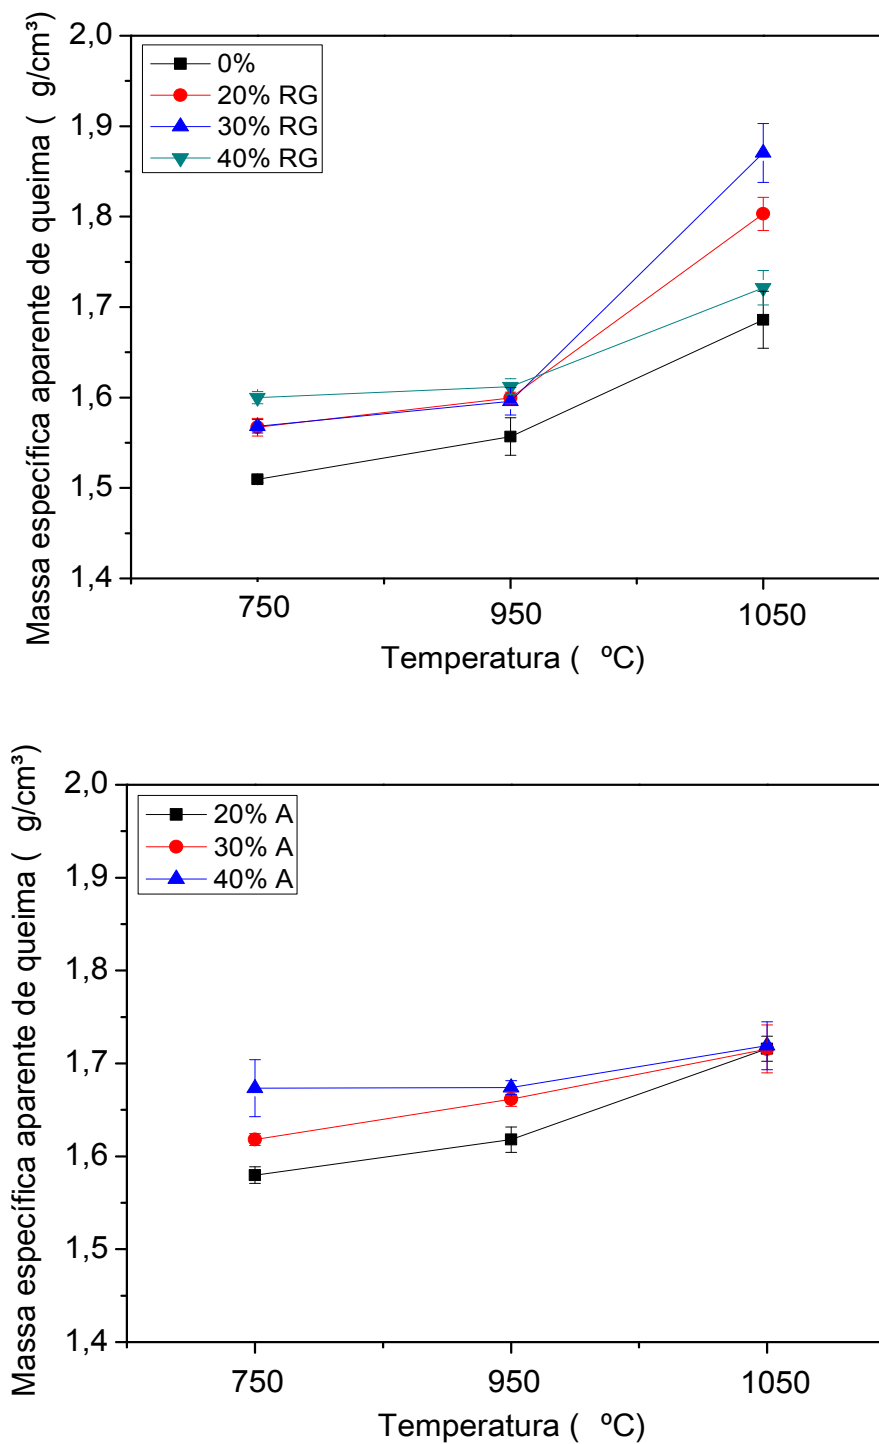 Massa específica aparente de queima ( g/cm³)
2,0
1,9
1,8
1,7
1,6
1,5
1,4
0%
20% RG
30% RG
40% RG
750
950
1050
Temperatura ( ºC)
Massa específica aparente de queima ( g/cm³)
2,0
1,9
1,8
1,7
1,6
1,5
1,4
20% A
30% A
40% A
750
950
1050
Temperatura ( ºC)